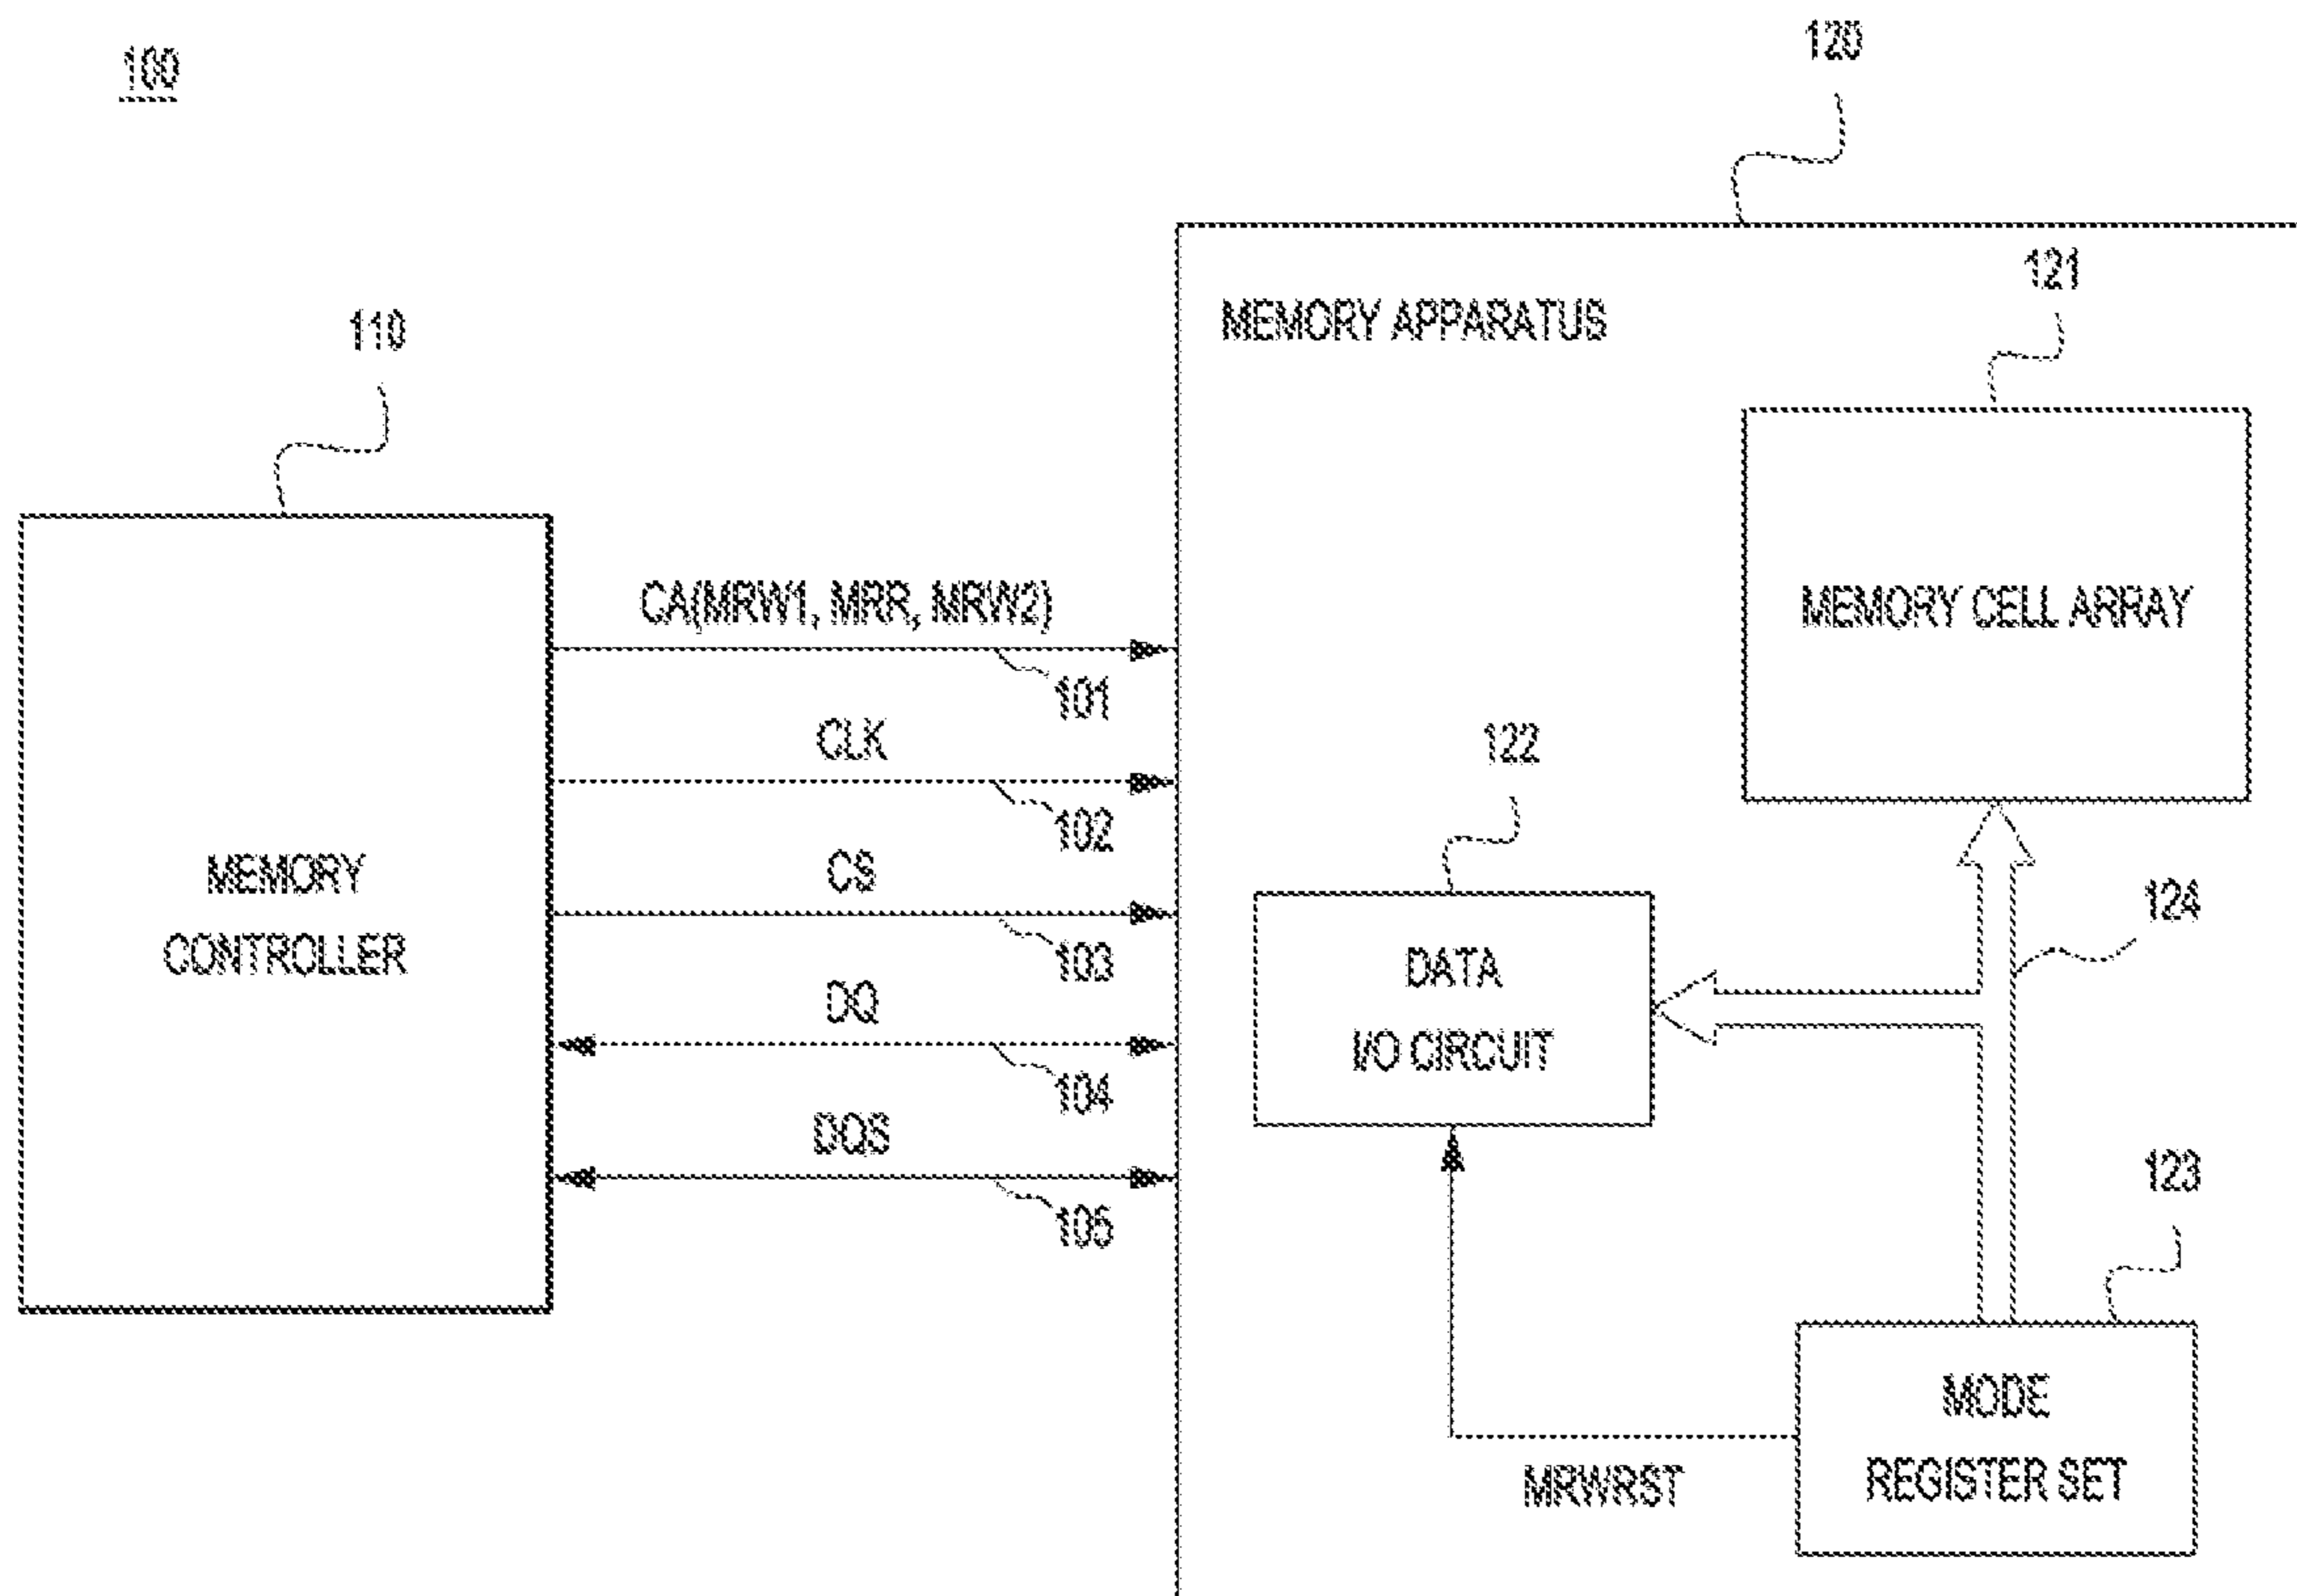 100
120
121
MEMORY APPARATUS
110
MEMORY CELL ARRAY
CA(MRW1, MRR, MRW2)
101
CLK
102
122
CS
103
MEMORY
CONTROLLER
124
DATA
I/O CIRCUIT
DQ
104
DQS
105
123
MODE
REGISTER SET
MRWRST